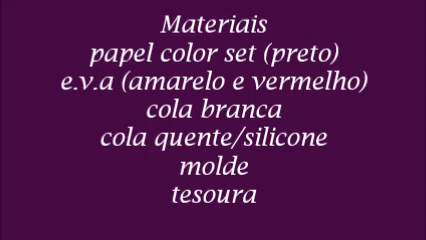 Materiais
papel color set (preto)
e.v.a (amarelo e vermelho)
cola branca
cola quente/silicone
molde
tesoura